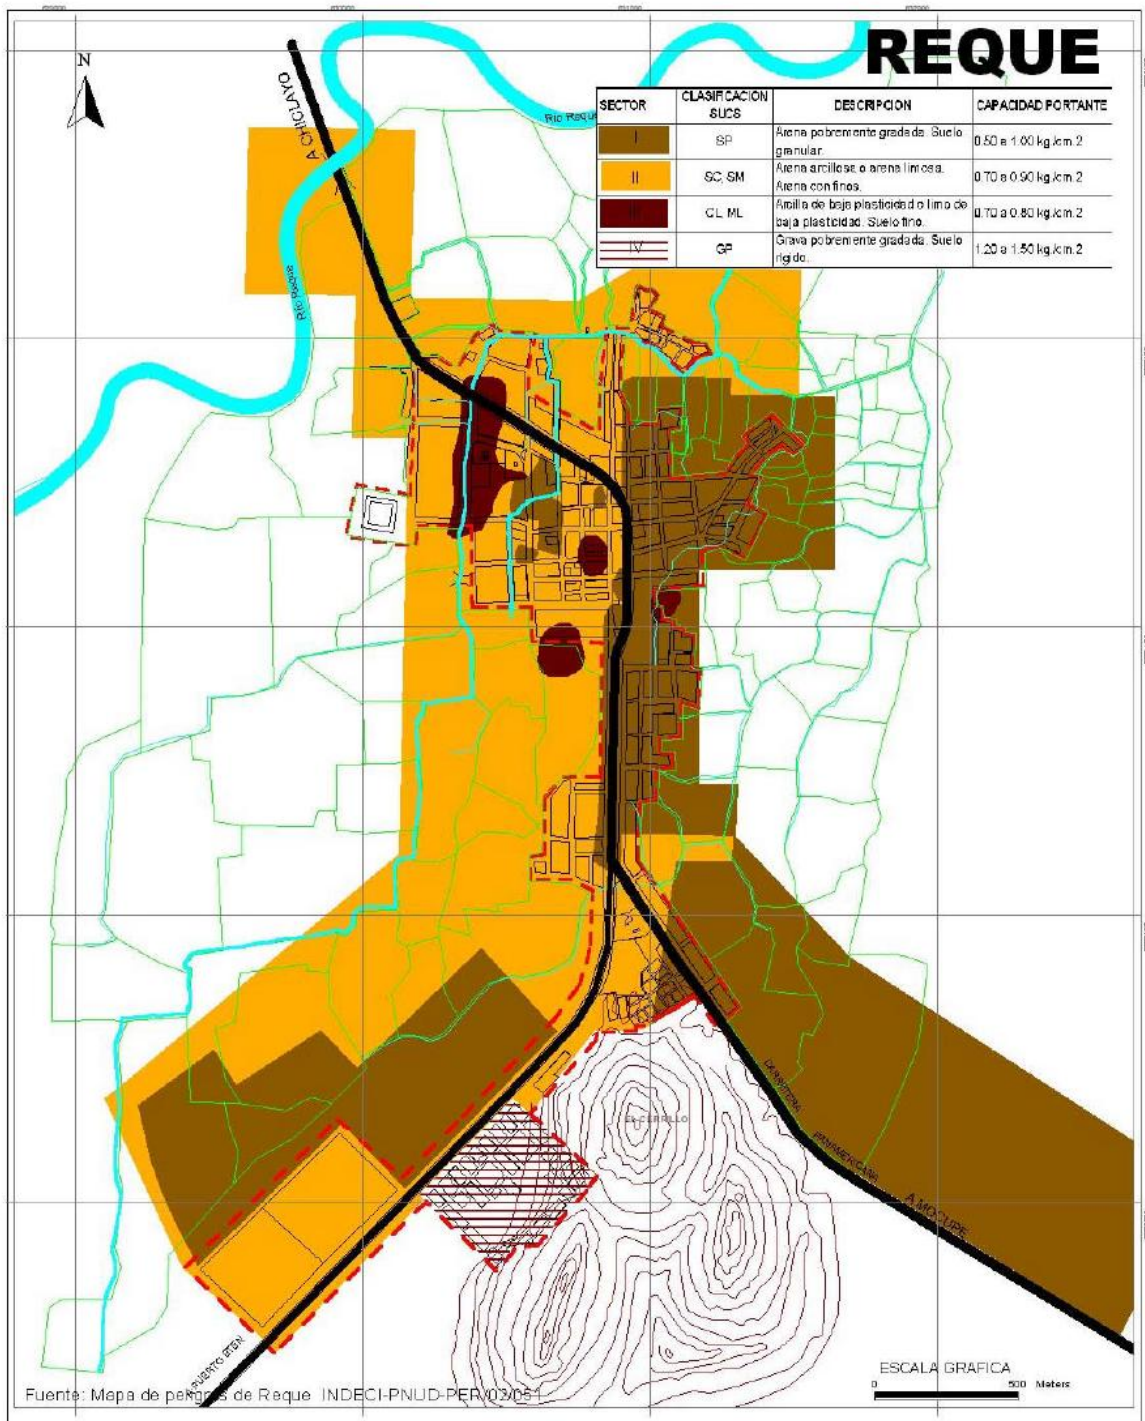 REQUE
N
A CHICLAYO
Rio Reque
SECTOR CLASIFICACION SUCS DESCRIPCION CAPACIDAD PORTANTE
I SP Arena pobremente gradada. Suelo granular. 0.50 a 1.00 kg./cm.2
II SC, SM Arena arcillosa o arena limosa. Arena con finos. 0.70 a 0.90 kg./cm.2
III CL, ML Arcilla de baja plasticidad o limo de baja plasticidad. Suelo fino. 0.70 a 0.80 kg./cm.2
IV GP Grava pobremente gradada. Suelo rigido. 1.20 a 1.50 kg./cm.2
Rio Reque
EL CERRILLO
CARRETERA
PANAMERICANA
A MOCUPE
A PUERTO ETEN
ESCALA GRAFICA
0 500 Meters
Fuente: Mapa de peligros de Reque INDECI-PNUD-PER/02/051